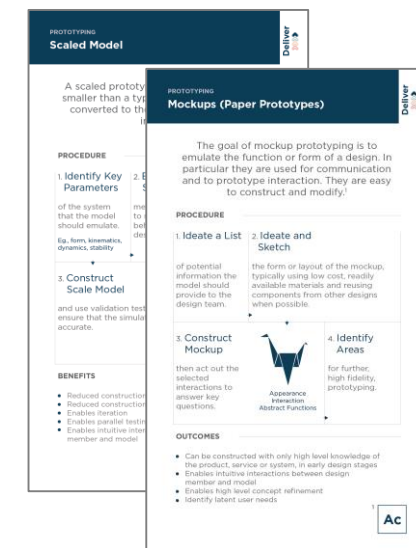 PROTOTYPING
Scaled Model
Deliver
A scaled prototy
smaller than a typ
converted to th
PROCEDURE
1. Identify Key
Parameters
of the system
that the model
should emulate.
Eg., form, kinematics,
dynamics, stability
2.
3. Construct
Scale Model
and use validation test
ensure that the simula
accurate.
BENEFITS
Reduced construction
Reduced construction
Enables iteration
Enables parallel testin
Enables intuitive inter
member and model
PROTOTYPING
Mockups (Paper Prototypes)
Deliver
The goal of mockup prototyping is to
emulate the function or form of a design. In
particular they are used for communication
and to prototype interaction. They are easy
to construct and modify.¹
PROCEDURE
1. Ideate a List
of potential
information the
model should
provide to the
design team.
2. Ideate and
Sketch
the form or layout of the mockup,
typically using low cost, readily
available materials and reusing
components from other designs
when possible.
3. Construct
Mockup
then act out the
selected
interactions to
answer key
questions.
Appearance
Interaction
Abstract Functions
4. Identify
Areas
for further,
high fidelity,
prototyping.
OUTCOMES
Can be constructed with only high level knowledge of
the product, service or system, in early design stages
Enables intuitive interactions between design
member and model
Enables high level concept refinement
Identify latent user needs
1
Ac